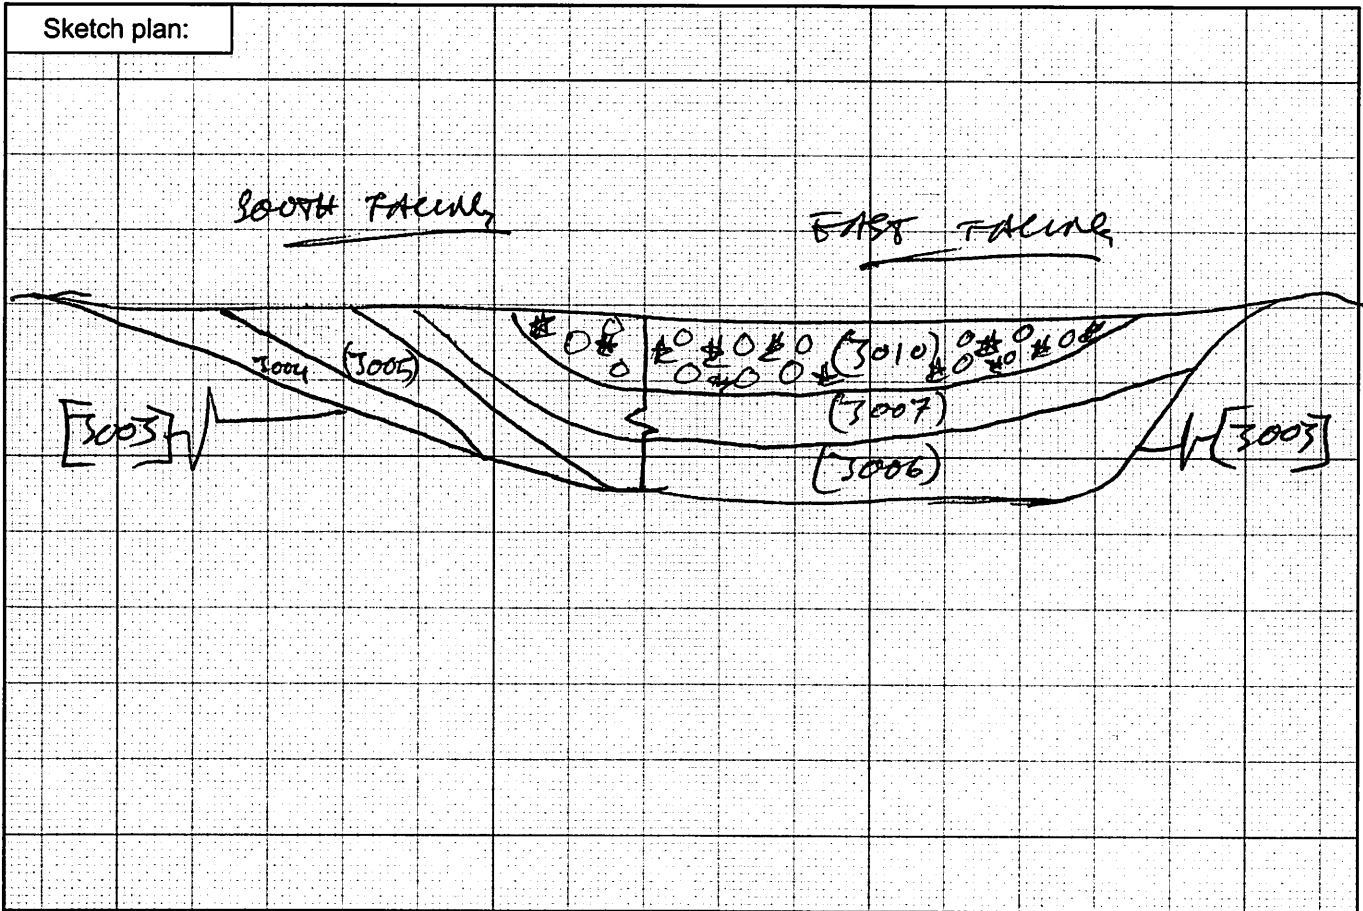 Sketch plan:
SOUTH FACING
EAST FACING
3004
(3005)
(3010)
(3007)
(3006)
[3003]
[3003]